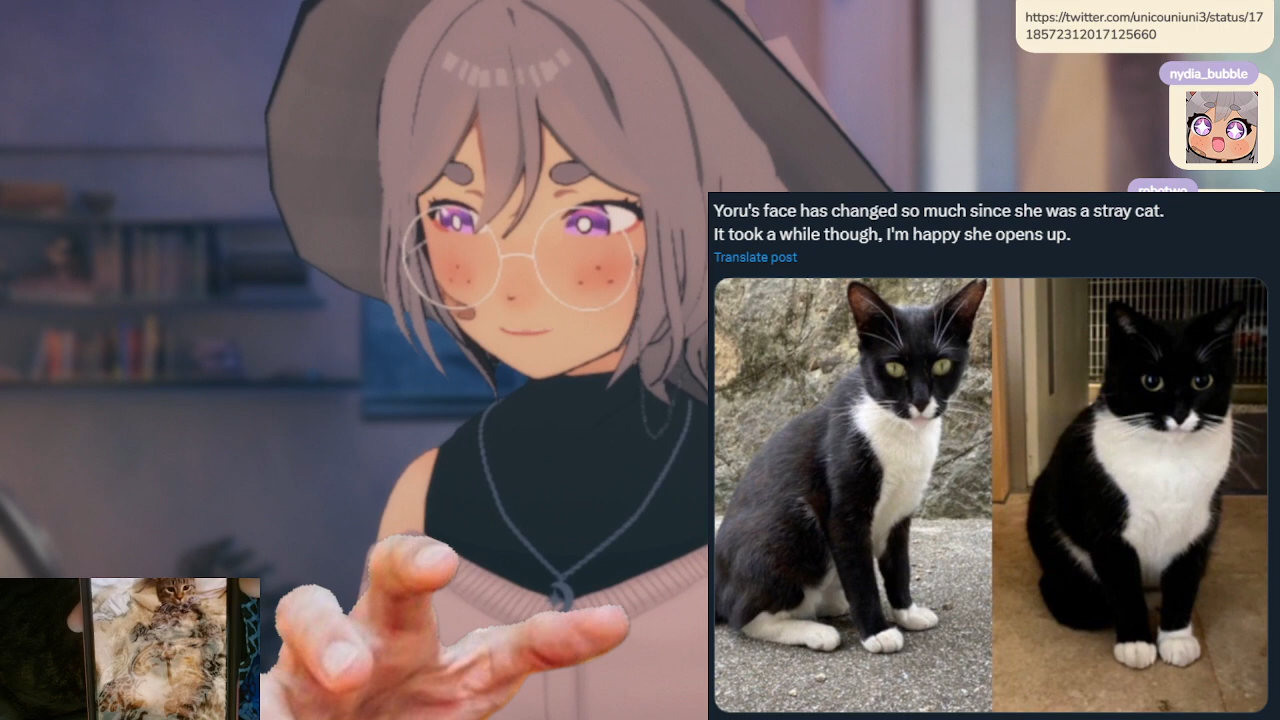 https://twitter.com/unicouniuni3/status/17
18572312017125660
nydia_bubble
robotwo
Yoru's face has changed so much since she was a stray cat.
It took a while though, I'm happy she opens up.
Translate post